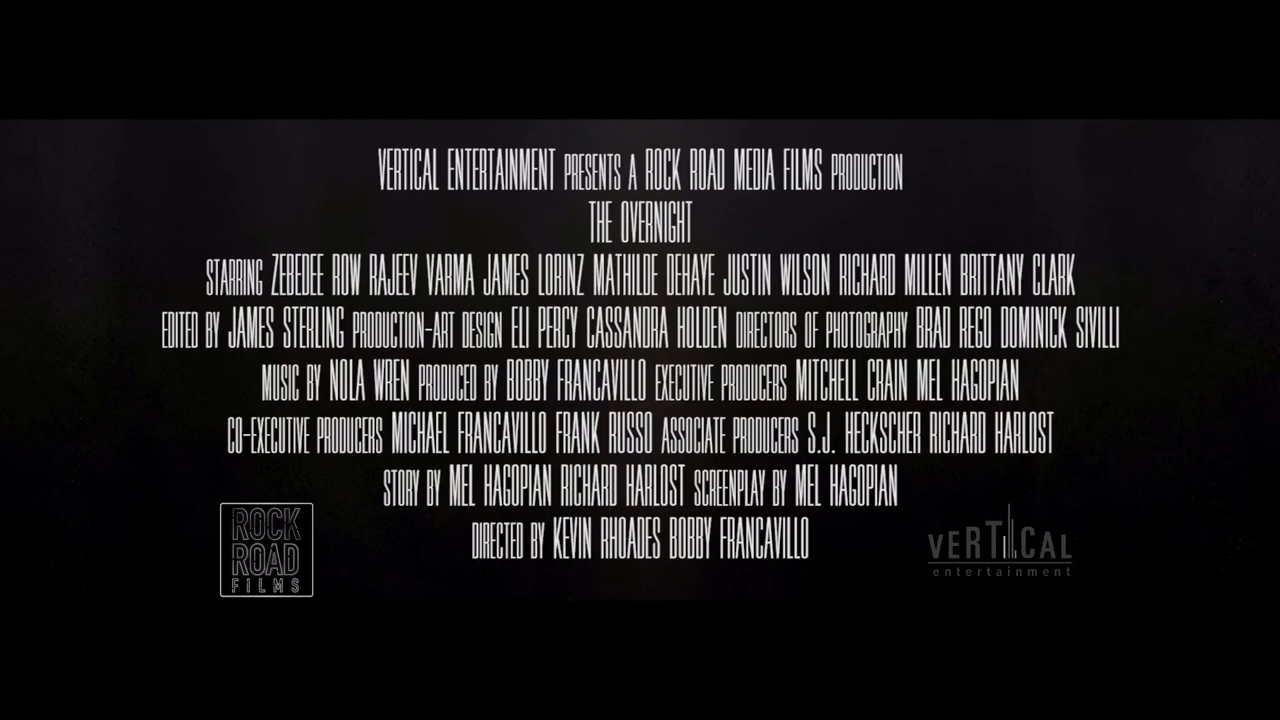 VERTICAL ENTERTAINMENT PRESENTS A ROCK ROAD MEDIA FILMS PRODUCTION
THE OVERNIGHT
STARRING ZEBEDEE ROW RAJEEV VARMA JAMES LORINZ MATHILDE DEHAYE JUSTIN WILSON RICHARD MILLEN BRITTANY CLARK
EDITED BY JAMES STERLING PRODUCTION-ART DESIGN ELI PERCY CASSANDRA HOLDEN DIRECTORS OF PHOTOGRAPHY BRAD REGO DOMINICK SIVILLI
MUSIC BY NOLA WREN PRODUCED BY BOBBY FRANCAVILLO EXECUTIVE PRODUCERS MITCHELL CRAIN MEL HAGOPIAN
CO-EXECUTIVE PRODUCERS MICHAEL FRANCAVILLO FRANK RUSSO ASSOCIATE PRODUCERS S.J. HECKSCHER RICHARD HARLOST
STORY BY MEL HAGOPIAN RICHARD HARLOST SCREENPLAY BY MEL HAGOPIAN
DIRECTED BY KEVIN RHOADES BOBBY FRANCAVILLO
ROCK
ROAD
FILMS
VERTICAL
entertainment